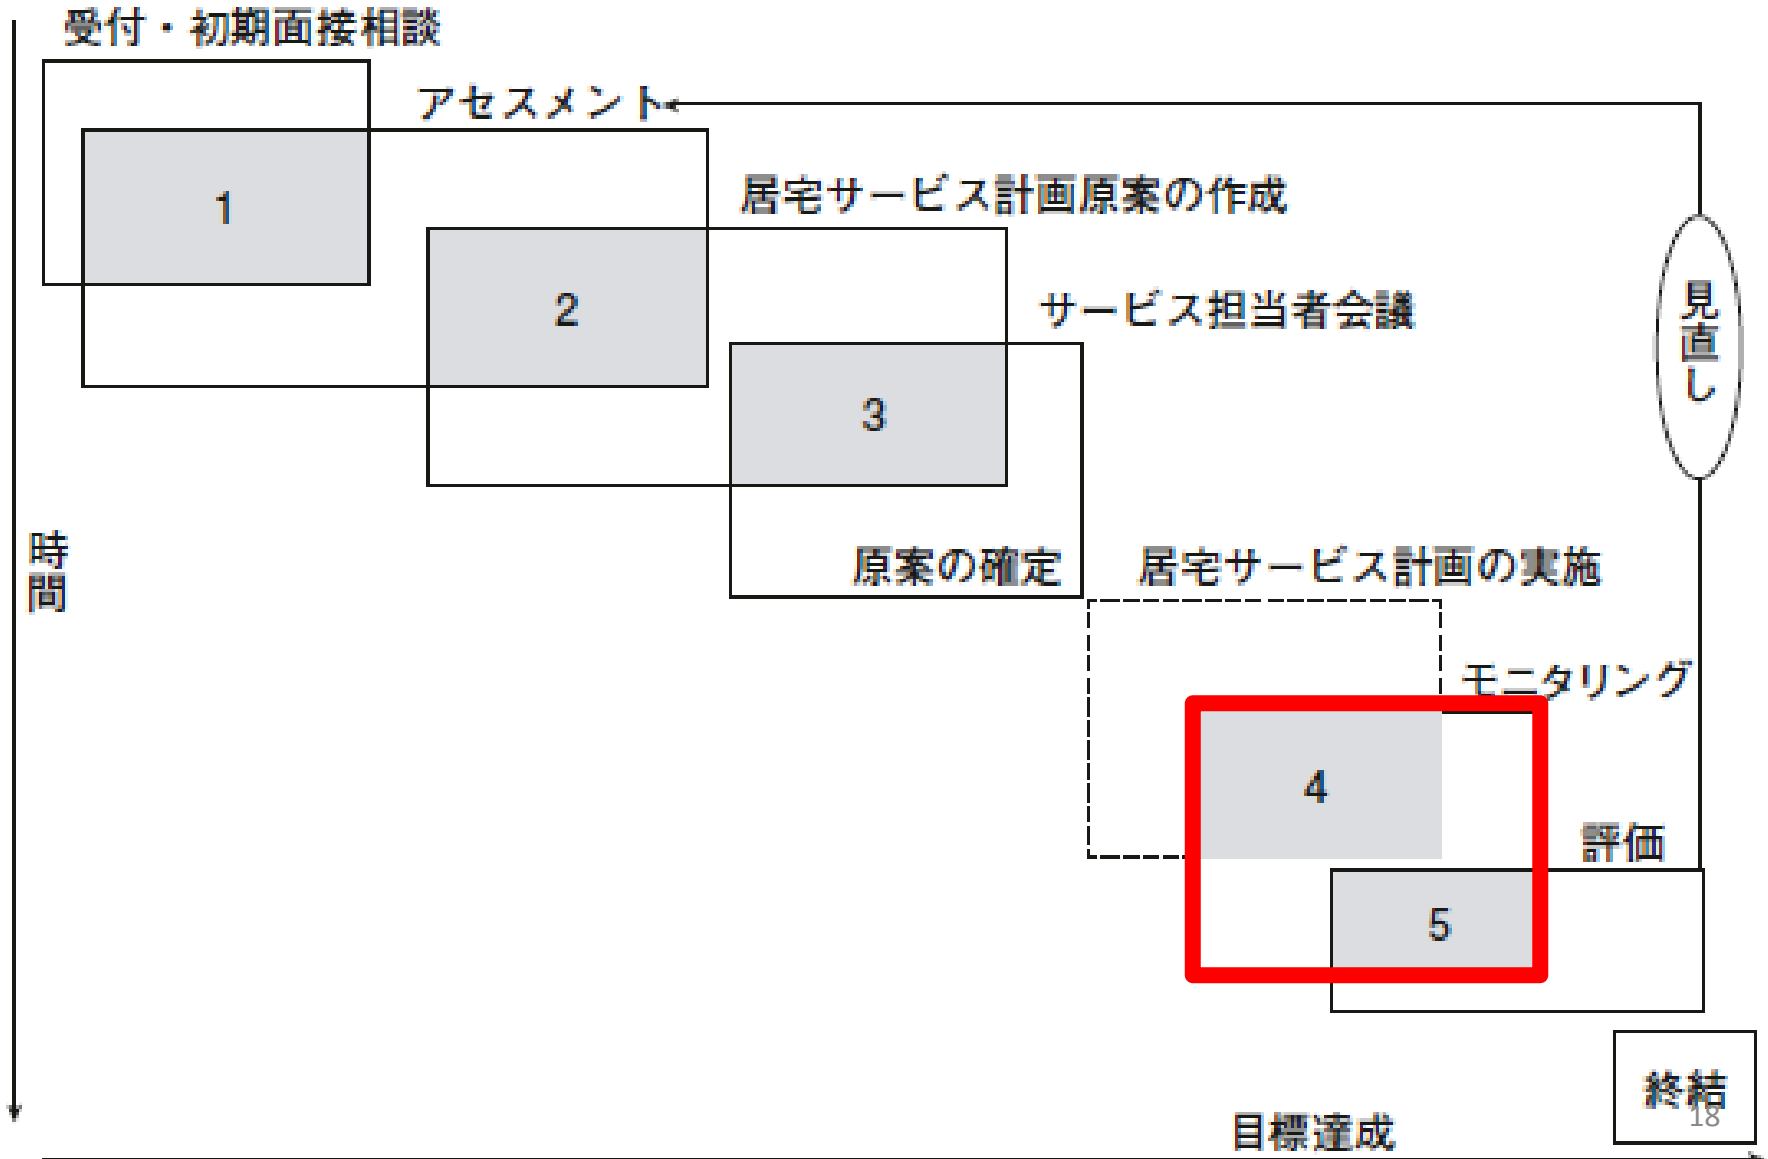 受付・初期面接相談
アセスメント
1
居宅サービス計画原案の作成
2
サービス担当者会議
3
見直し
時間
原案の確定
居宅サービス計画の実施
モニタリング
4
評価
5
終結
18
目標達成